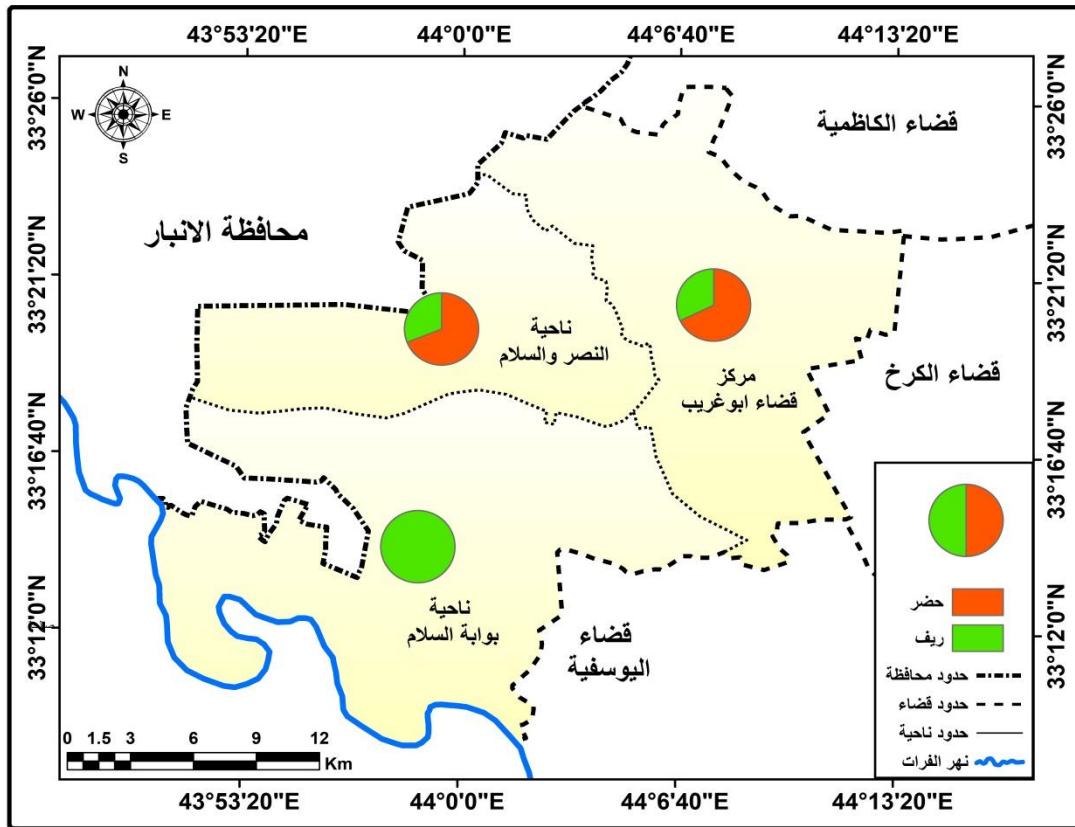 43°53'20"E 44°0'0"E 44°6'40"E 44°13'20"E
33°26'0"N
33°26'0"N
N
W E
S
قضاء الكاظمية
محافظة الانبار
33°21'20"N
33°21'20"N
ناحية
النصر والسلام
مركز
قضاء ابوغريب
قضاء الكرخ
33°16'40"N
33°16'40"N
ناحية
بوابة السلام
قضاء
اليوسفية
33°12'0"N
33°12'0"N
حضر
ريف
حدود محافظة
حدود قضاء
حدود ناحية
نهر الفرات
0 1.5 3 6 9 12
Km
43°53'20"E 44°0'0"E 44°6'40"E 44°13'20"E